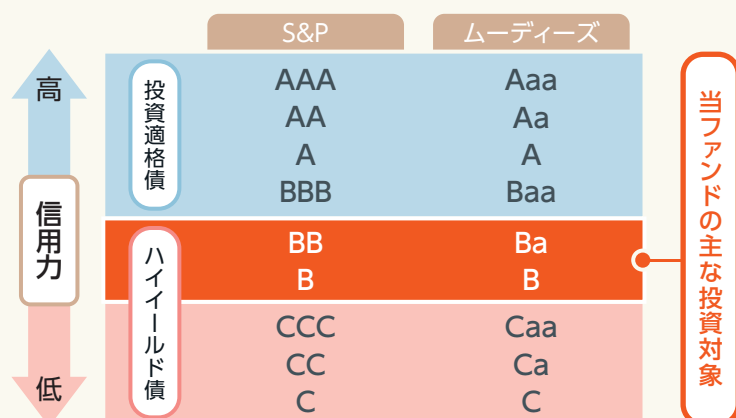 S&P ムーディーズ
高
信用力
低
投資適格債
AAA Aaa
AA Aa
A A
BBB Baa
ハイイールド債
BB Ba
B B
CCC Caa
CC Ca
C C
当ファンドの主な投資対象